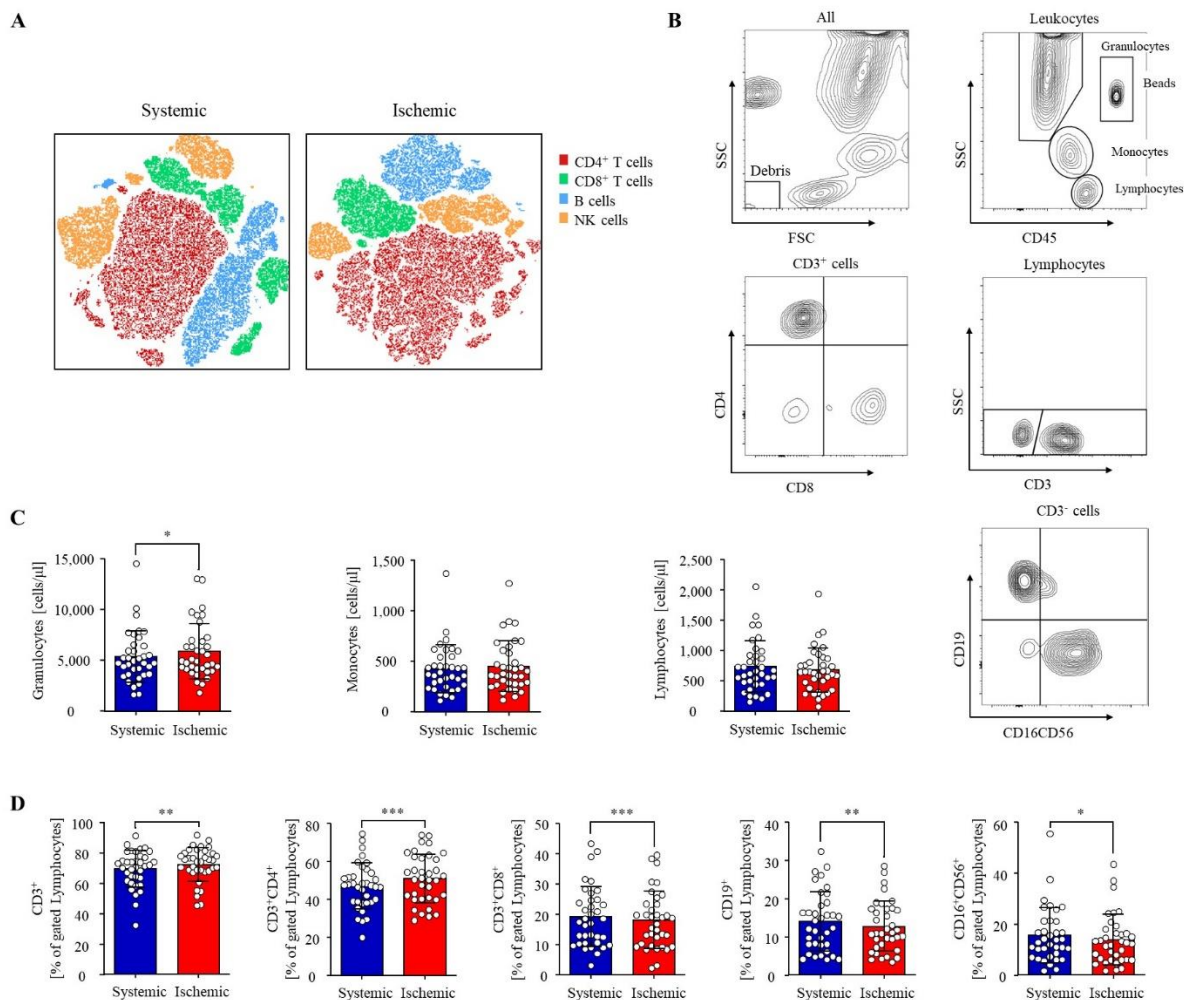 A
Systemic
Ischemic
CD4⁺ T cells
CD8⁺ T cells
B cells
NK cells
B
All
SSC
Debris
FSC
Leukocytes
Granulocytes
Beads
Monocytes
Lymphocytes
SSC
CD45
CD3⁺ cells
CD4
CD8
Lymphocytes
SSC
CD3
CD3⁻ cells
CD19
CD16CD56
C
Granulocytes [cells/µl]
15,000
10,000
5,000
0
*
Systemic Ischemic
Monocytes [cells/µl]
1,500
1,000
500
0
Systemic Ischemic
Lymphocytes [cells/µl]
2,500
2,000
1,500
1,000
500
0
Systemic Ischemic
D
CD3⁺
[% of gated Lymphocytes]
100
80
60
40
20
0
**
Systemic Ischemic
CD3⁺CD4⁺
[% of gated Lymphocytes]
80
60
40
20
0
***
Systemic Ischemic
CD3⁺CD8⁺
[% of gated Lymphocytes]
50
40
30
20
10
0
***
Systemic Ischemic
CD19⁺
[% of gated Lymphocytes]
40
30
20
10
0
**
Systemic Ischemic
CD16⁺CD56⁺
[% of gated Lymphocytes]
60
40
20
0
*
Systemic Ischemic